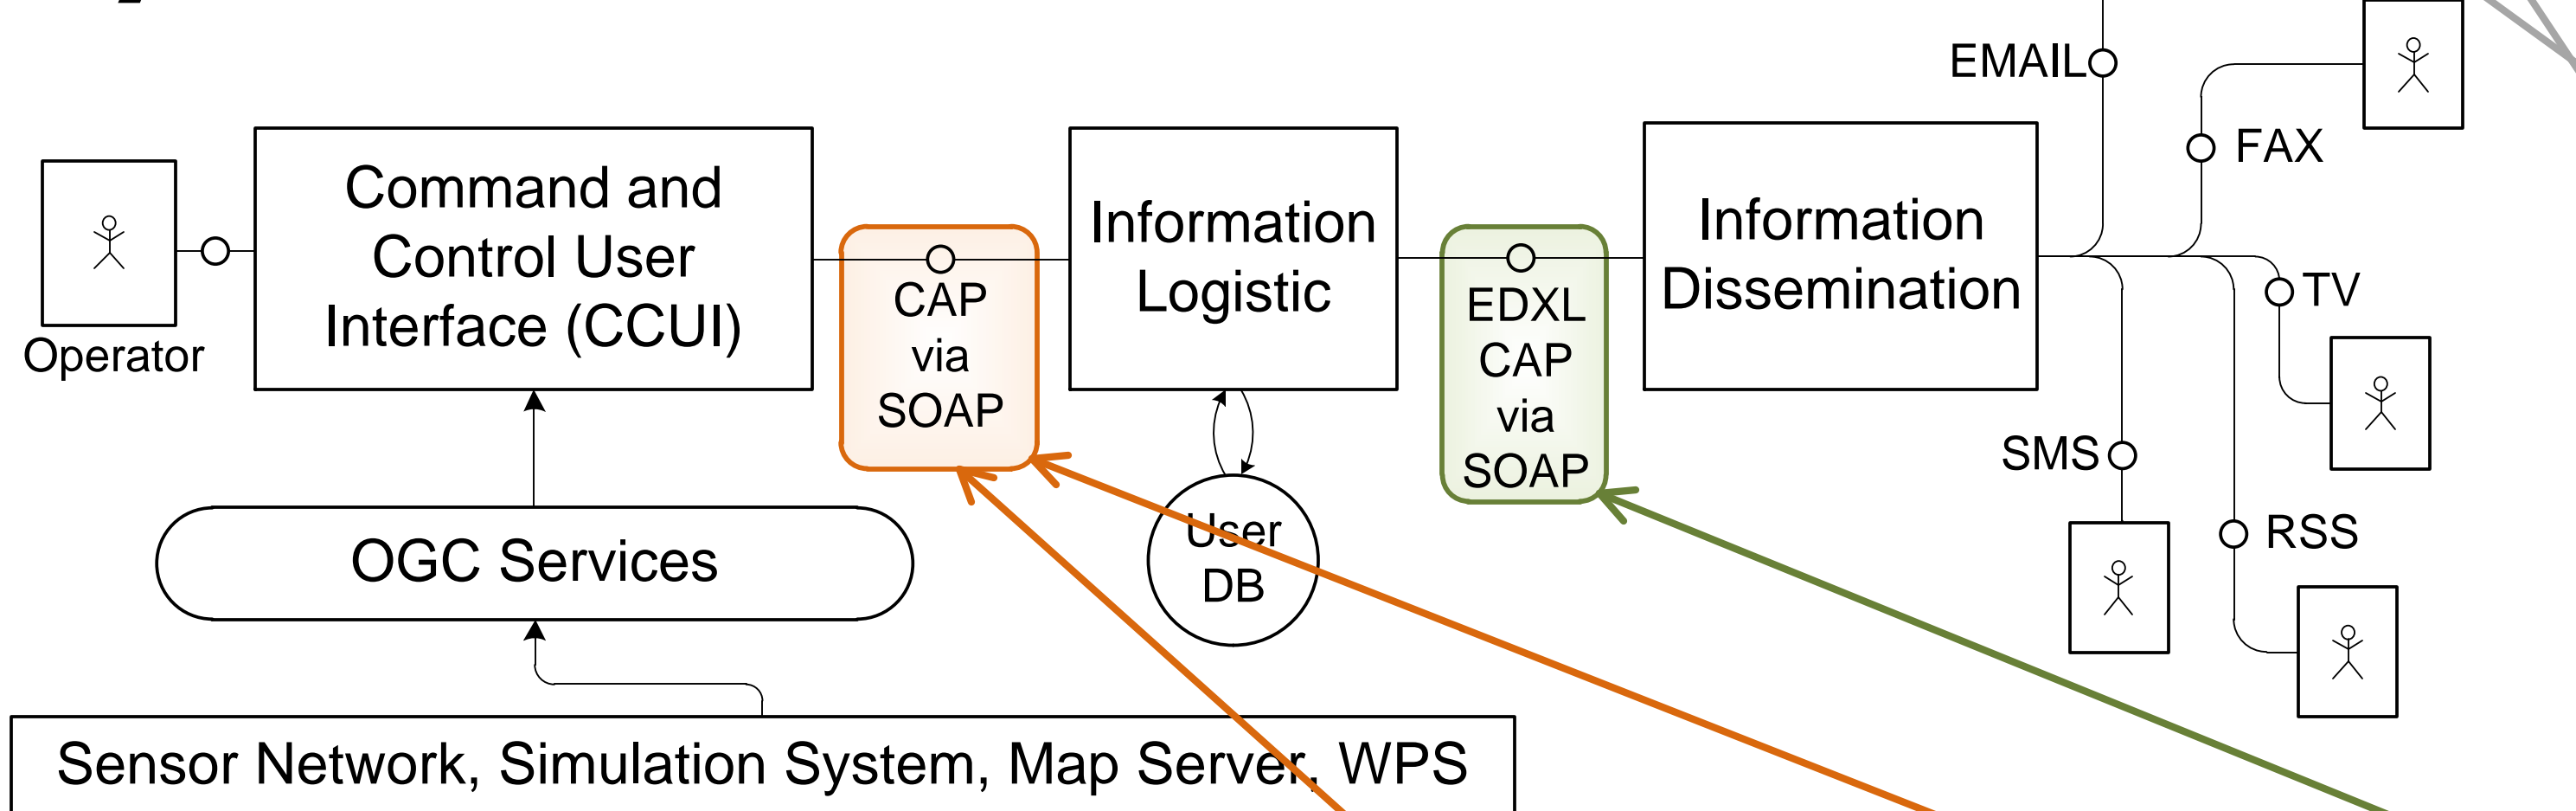 EMAIL
FAX
Operator
Command and
Control User
Interface (CCUI)
CAP
via
SOAP
Information
Logistic
EDXL
CAP
via
SOAP
Information
Dissemination
TV
SMS
RSS
OGC Services
User
DB
Sensor Network, Simulation System, Map Server, WPS